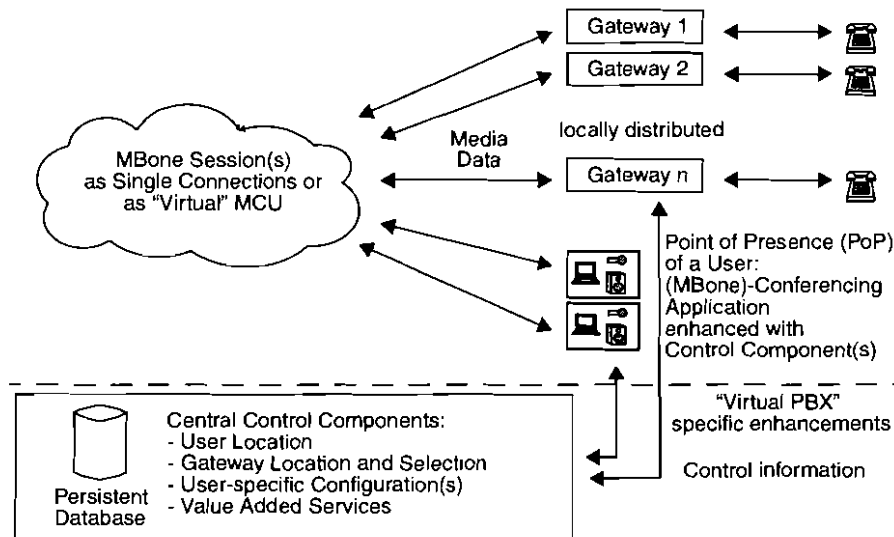 Gateway 1
Gateway 2
locally distributed
Media
Data
MBone Session(s)
as Single Connections or
as "Virtual" MCU
Gateway n
Point of Presence (PoP)
of a User:
(MBone)-Conferencing
Application
enhanced with
Control Component(s)
"Virtual PBX"
specific enhancements
Control information
Central Control Components:
- User Location
- Gateway Location and Selection
- User-specific Configuration(s)
- Value Added Services
Persistent
Database